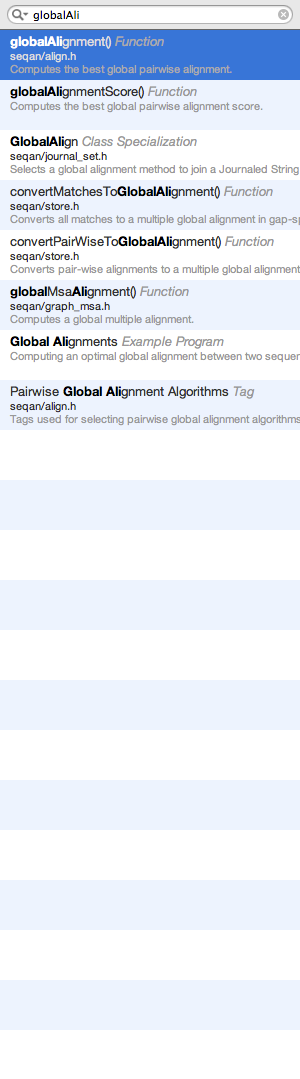 globalAli
globalAlignment() Function
seqan/align.h
Computes the best global pairwise alignment.
globalAlignmentScore() Function
Computes the best global pairwise alignment score.
GlobalAlign Class Specialization
seqan/journal_set.h
Selects a global alignment method to join a Journaled String
convertMatchesToGlobalAlignment() Function
seqan/store.h
Converts all matches to a multiple global alignment in gap-sp
convertPairWiseToGlobalAlignment() Function
seqan/store.h
Converts pair-wise alignments to a multiple global alignment
globalMsaAlignment() Function
seqan/graph_msa.h
Computes a global multiple alignment.
Global Alignments Example Program
Computing an optimal global alignment between two sequen
Pairwise Global Alignment Algorithms Tag
seqan/align.h
Tags used for selecting pairwise global alignment algorithms